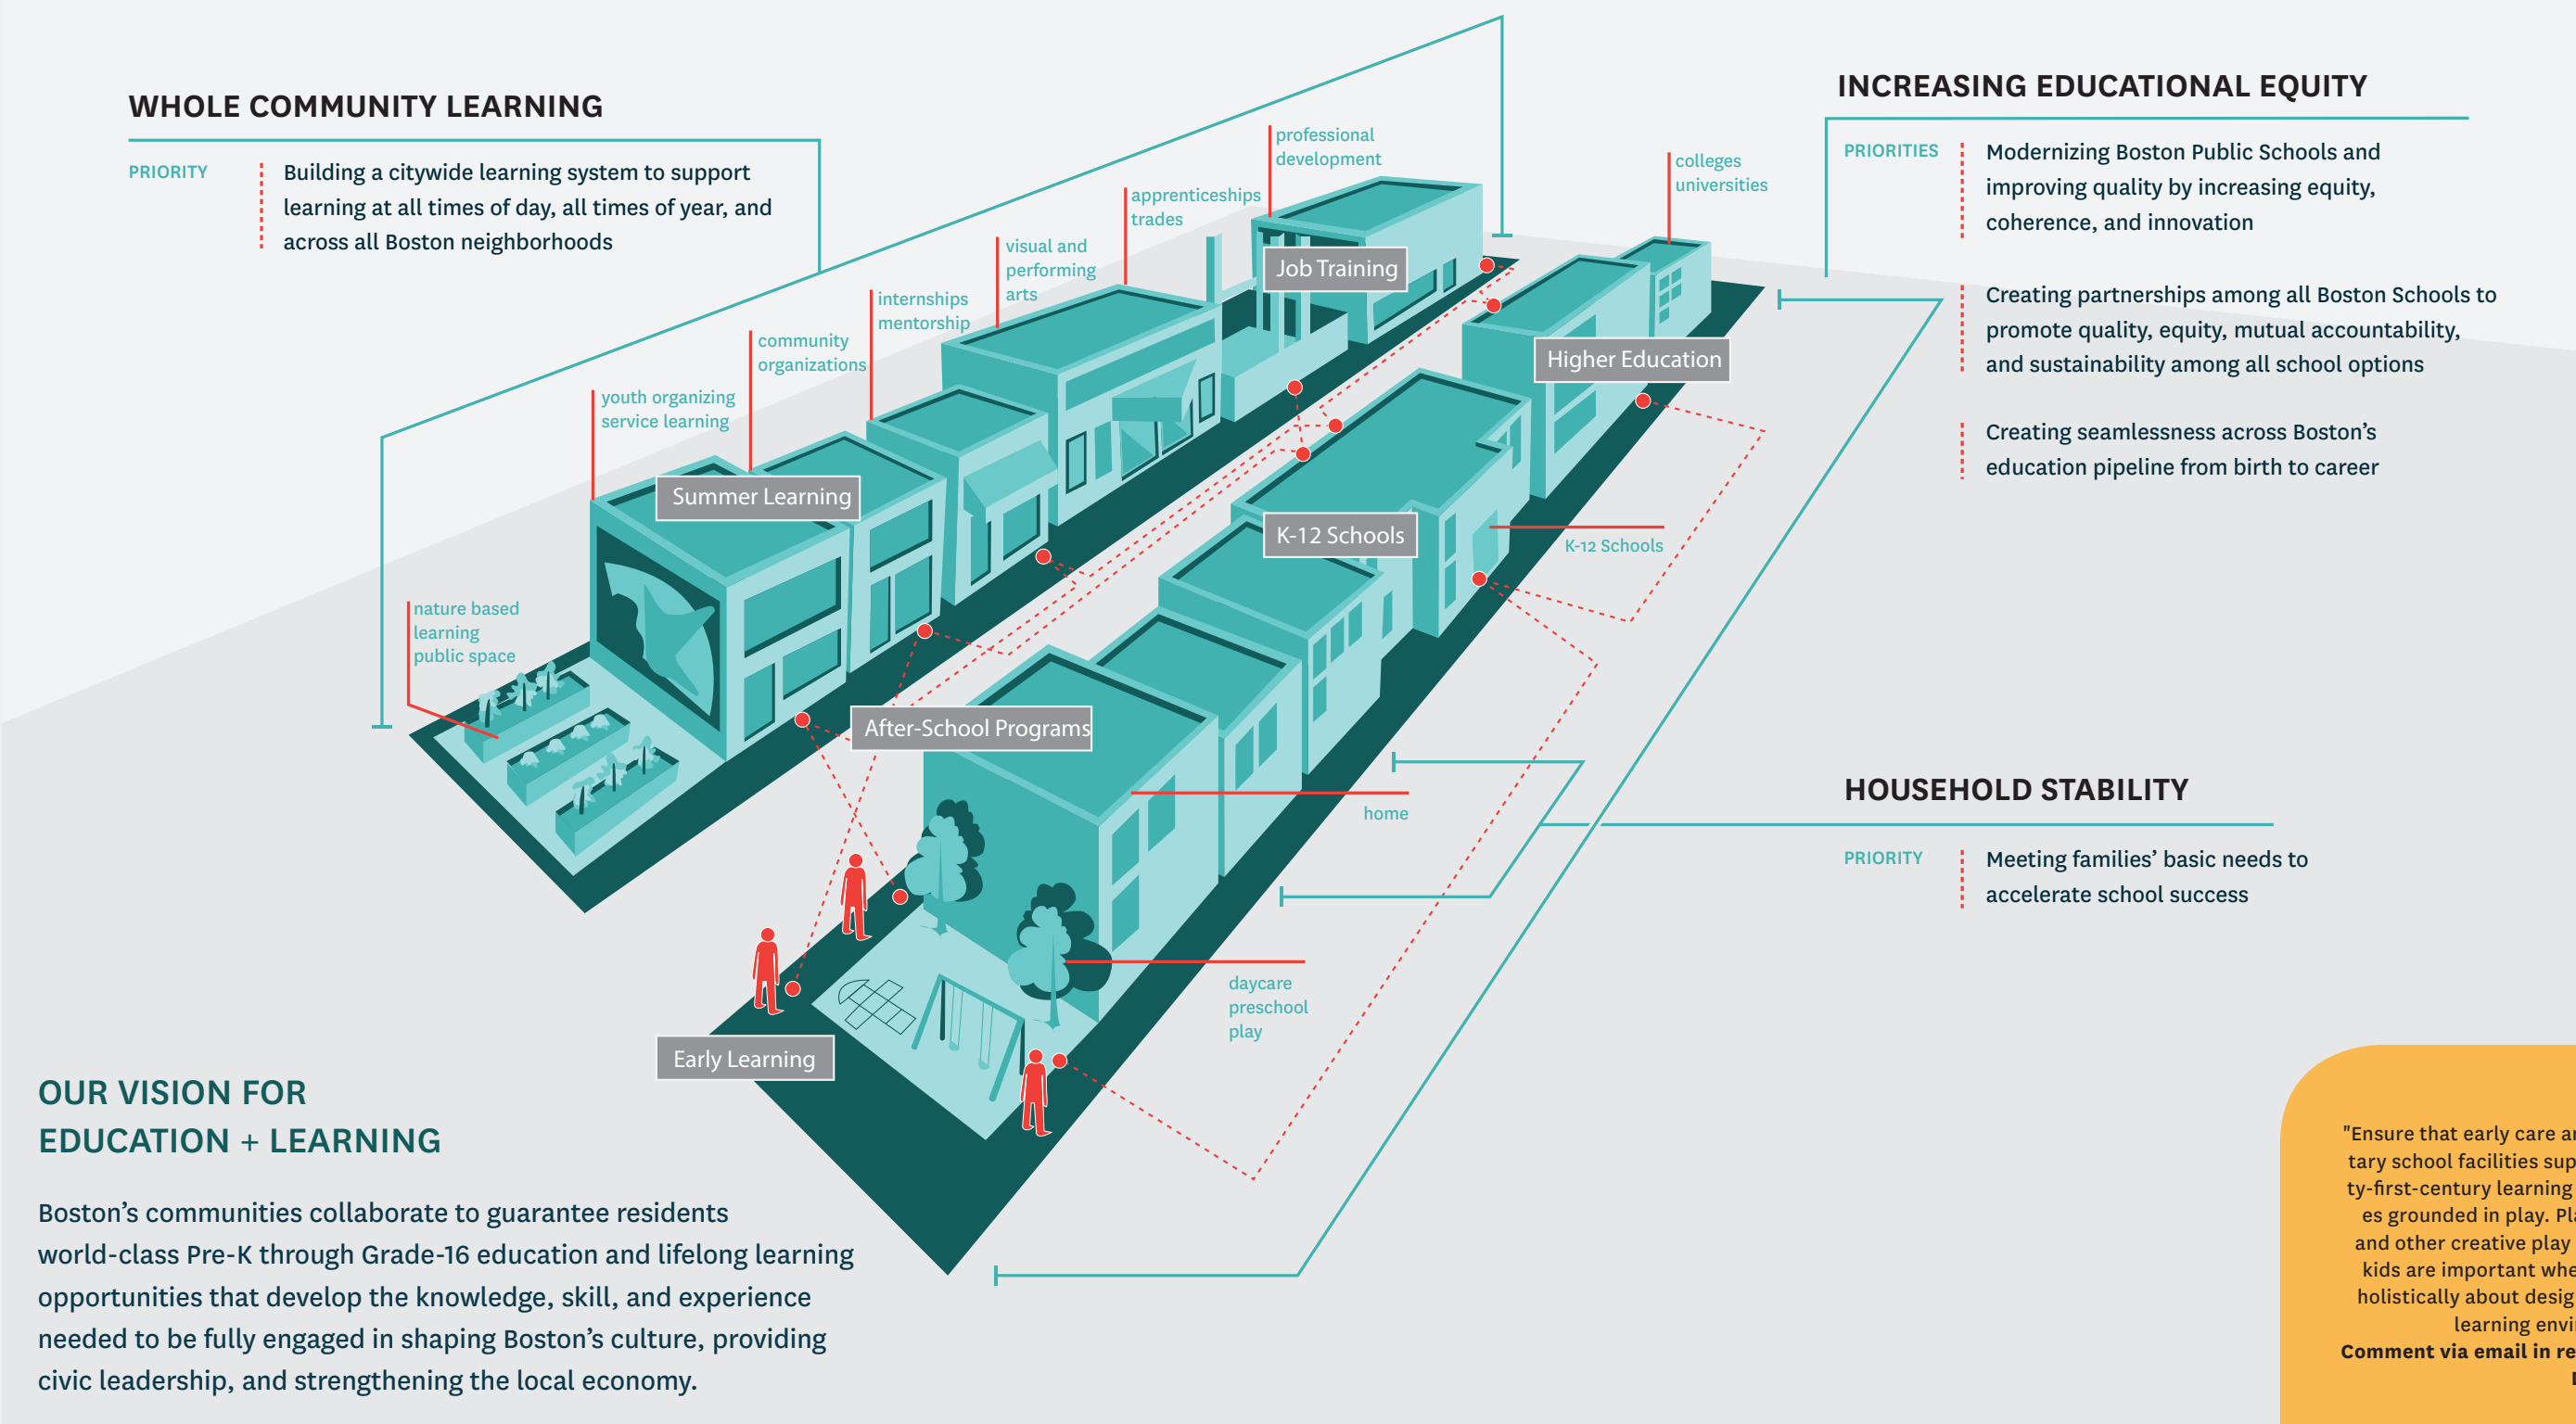 WHOLE COMMUNITY LEARNING
PRIORITY
Building a citywide learning system to support
learning at all times of day, all times of year, and
across all Boston neighborhoods
INCREASING EDUCATIONAL EQUITY
PRIORITIES
Modernizing Boston Public Schools and
improving quality by increasing equity,
coherence, and innovation
Creating partnerships among all Boston Schools to
promote quality, equity, mutual accountability,
and sustainability among all school options
Creating seamlessness across Boston’s
education pipeline from birth to career
professional
development
colleges
universities
apprenticeships
trades
visual and
performing
arts
internships
mentorship
community
organizations
youth organizing
service learning
nature based
learning
public space
Job Training
Higher Education
Summer Learning
K-12 Schools
K-12 Schools
After-School Programs
home
daycare
preschool
play
Early Learning
HOUSEHOLD STABILITY
PRIORITY
Meeting families’ basic needs to
accelerate school success
OUR VISION FOR
EDUCATION + LEARNING
Boston’s communities collaborate to guarantee residents
world-class Pre-K through Grade-16 education and lifelong learning
opportunities that develop the knowledge, skill, and experience
needed to be fully engaged in shaping Boston’s culture, providing
civic leadership, and strengthening the local economy.
"Ensure that early care
tary school facilities
ty-first-century learning
es grounded in play.
and other creative play
kids are important
holistically about
learning
Comment via email in